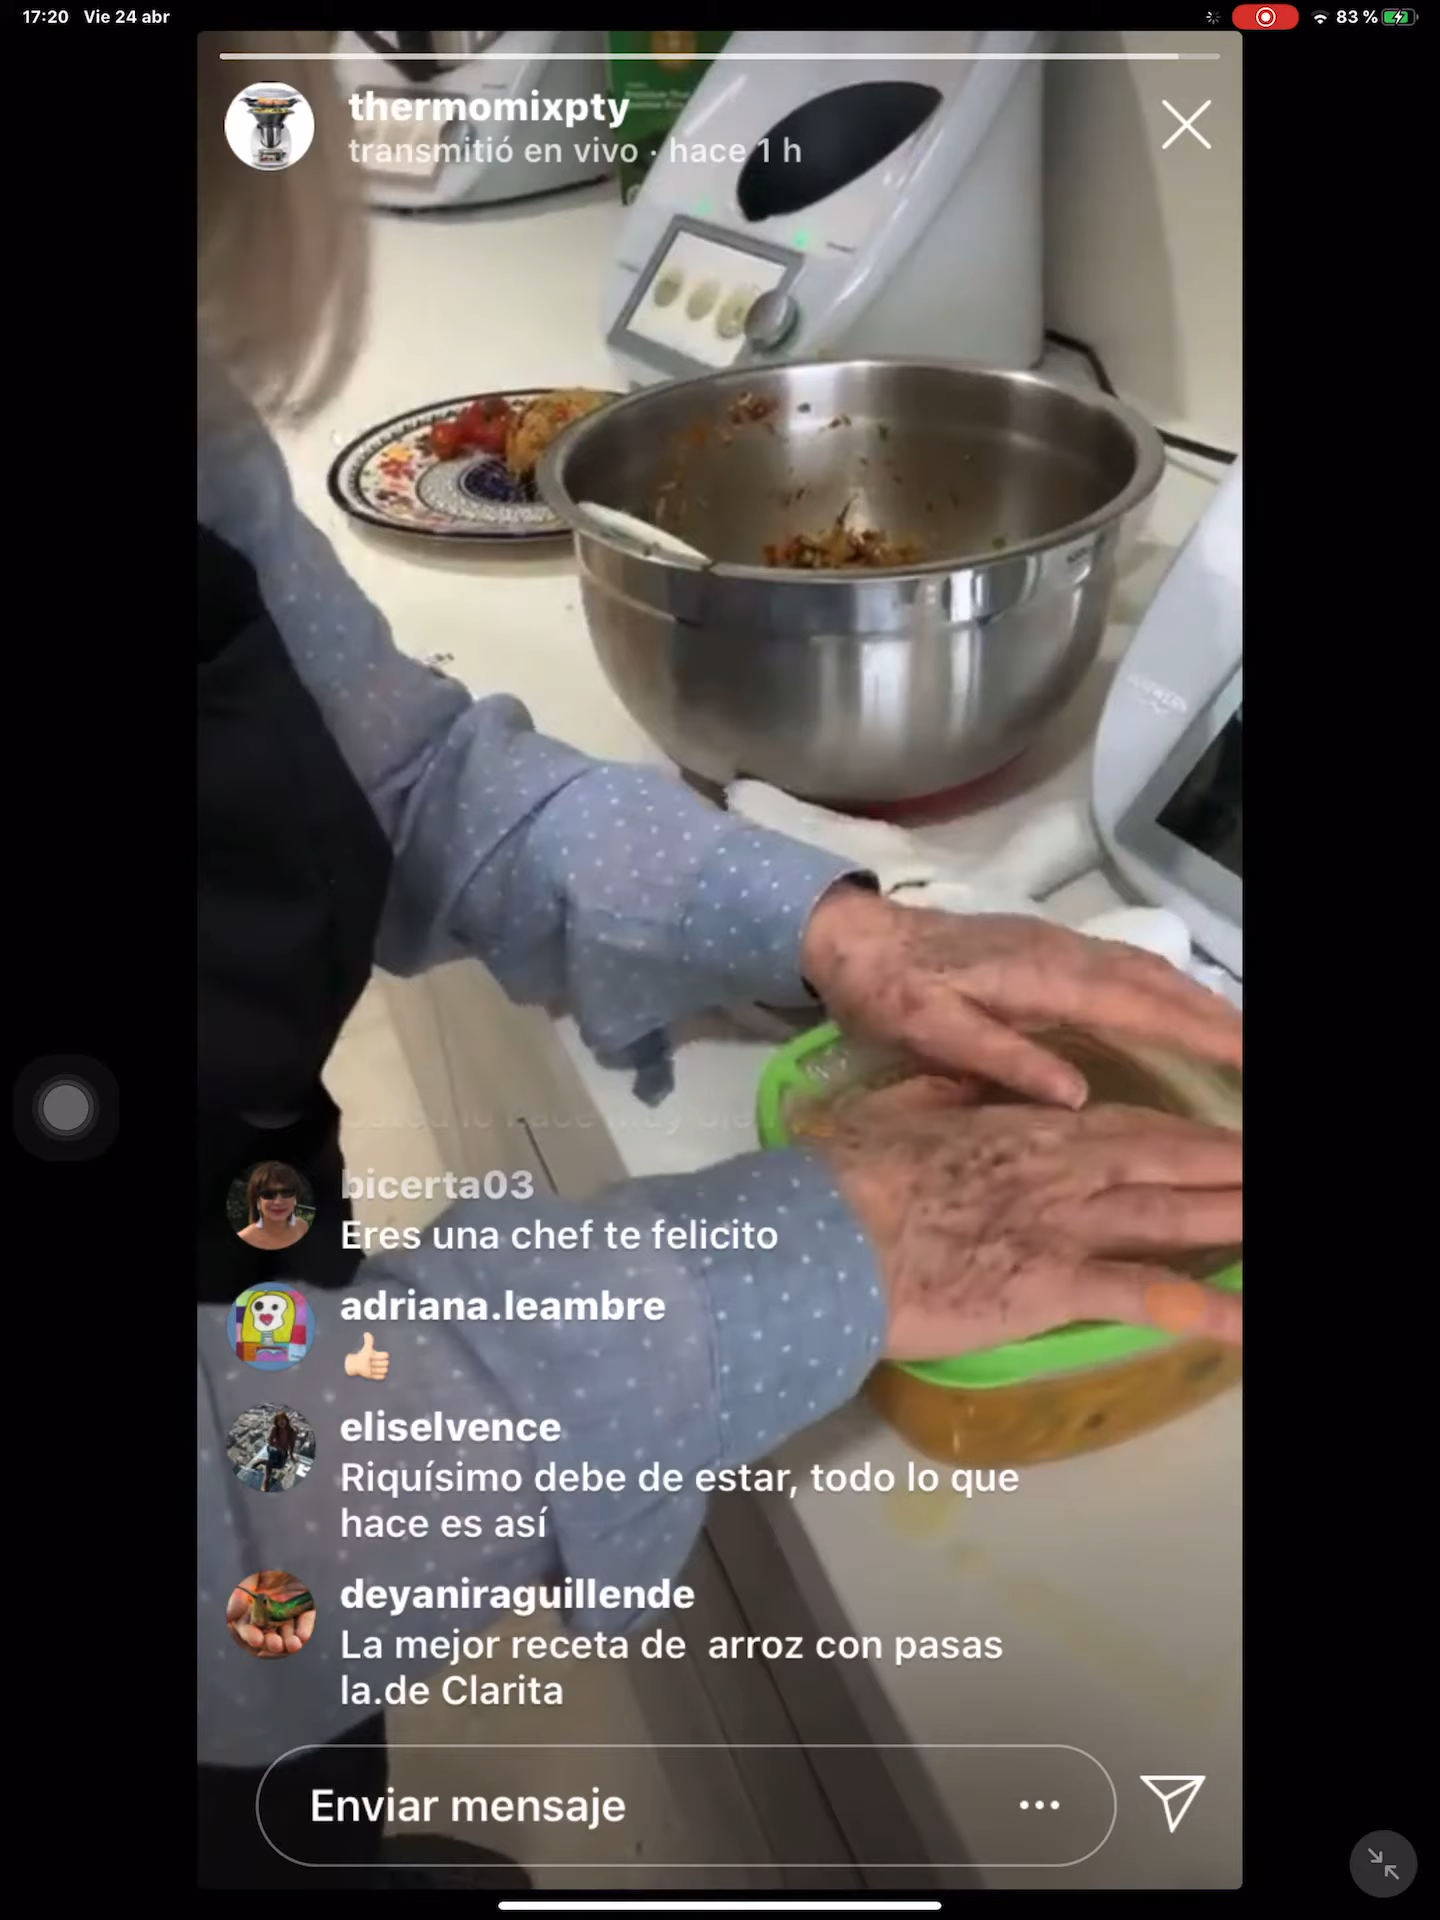 17:20 Vie 24 abr
83 %
thermomixpty
transmitió en vivo · hace 1 h
bicerta03
Eres una chef te felicito
adriana.leambre
👍🏻
eliselvence
Riquísimo debe de estar, todo lo que
hace es así
deyaniraguillende
La mejor receta de  arroz con pasas
la.de Clarita
Enviar mensaje